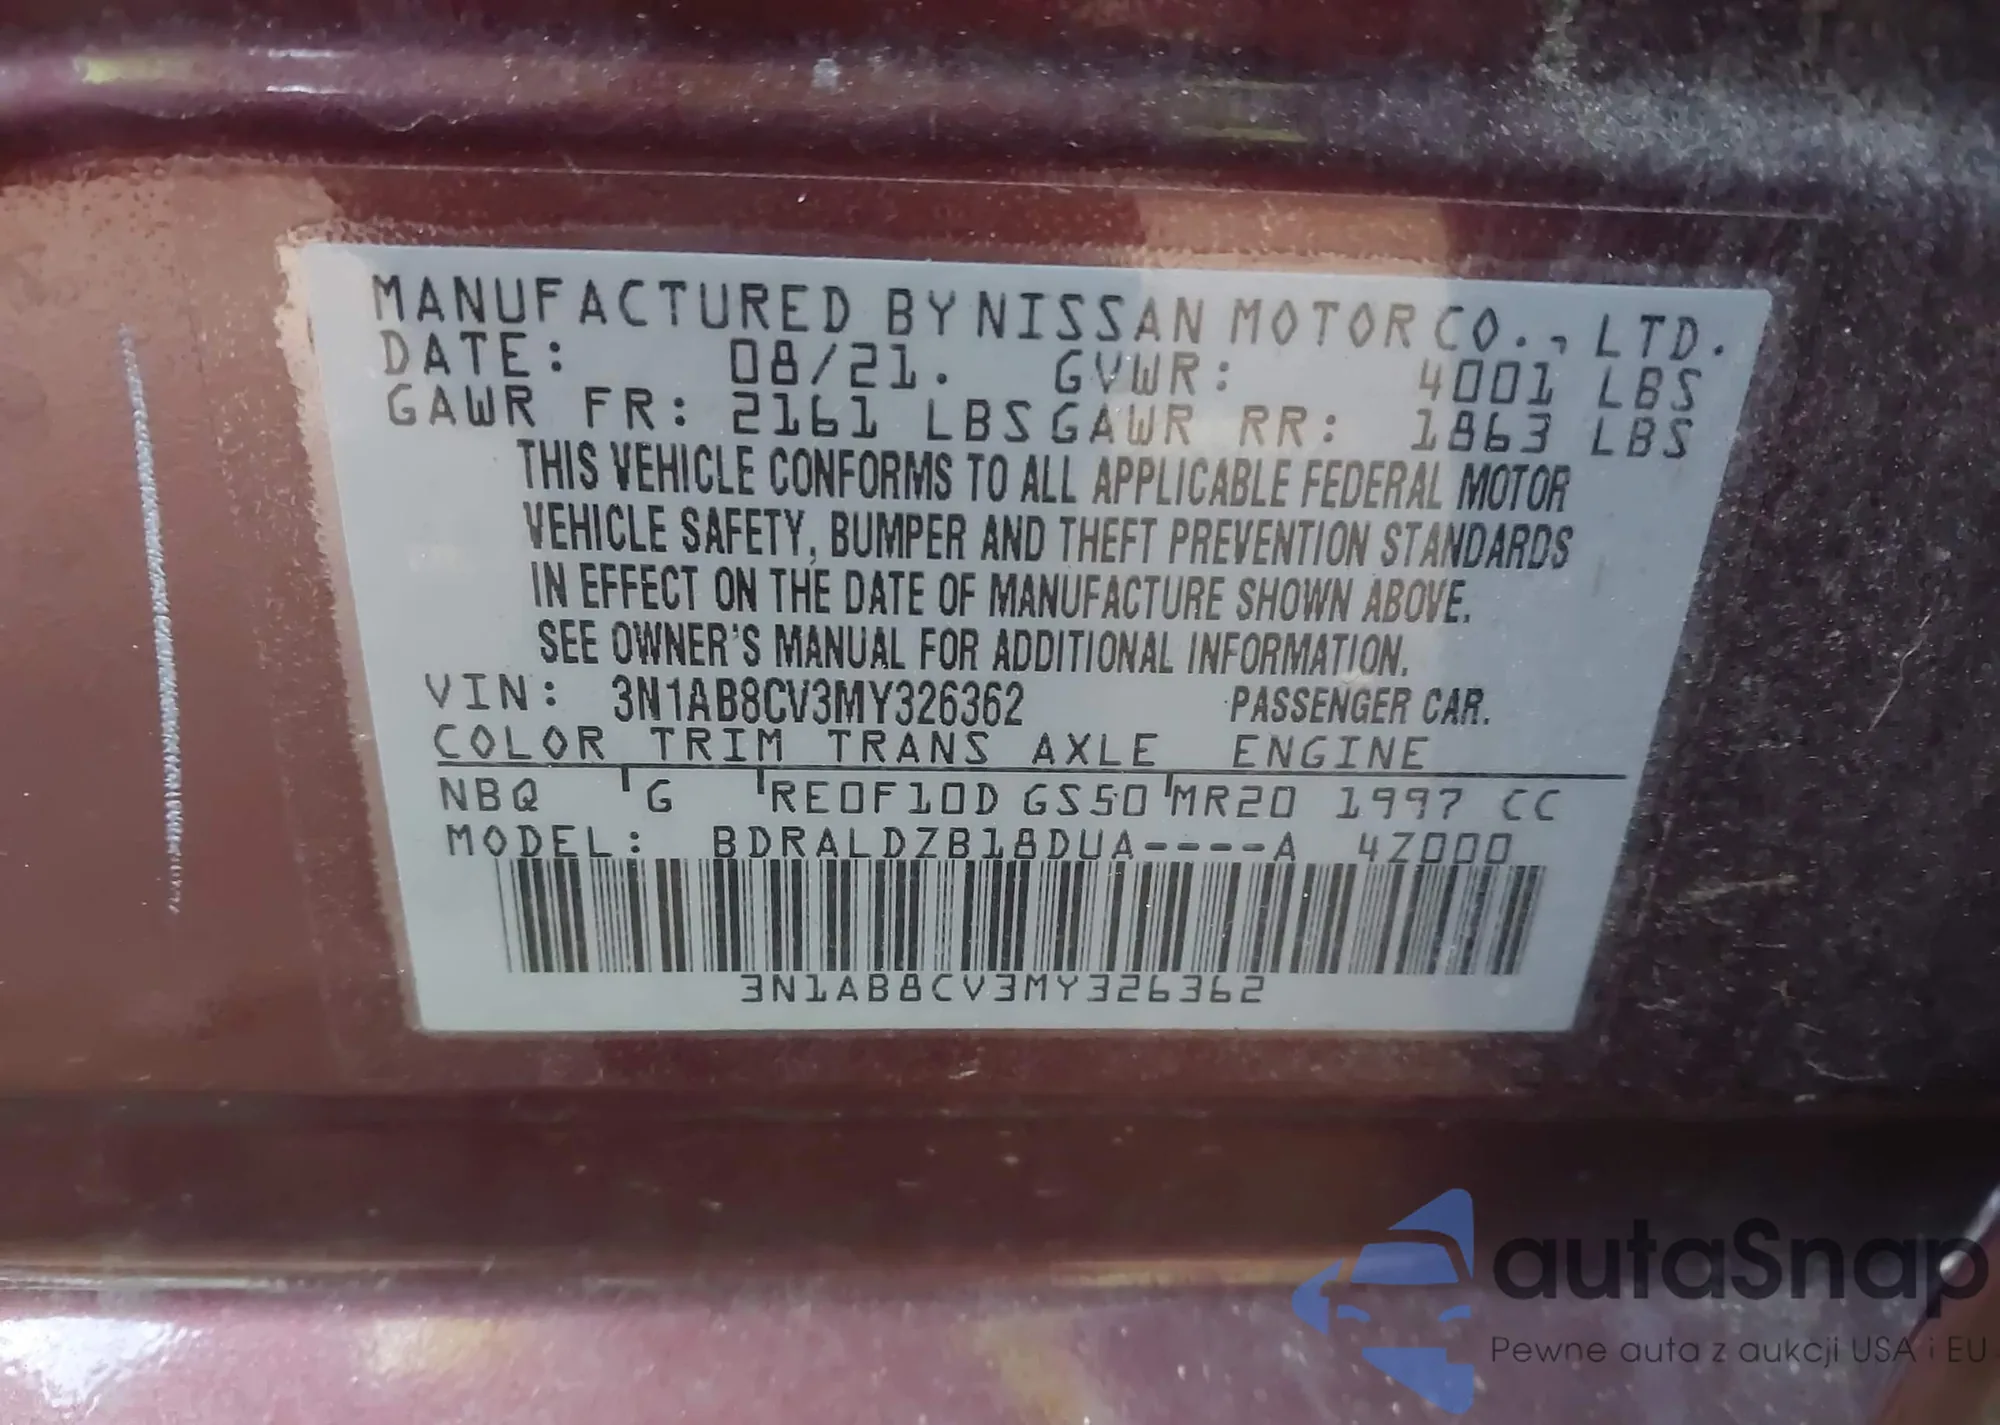 MANUFACTURED BY NISSAN MOTOR CO., LTD.
DATE: 08/21. GVWR: 4001 LBS
GAWR FR: 2161 LBS GAWR RR: 1863 LBS
THIS VEHICLE CONFORMS TO ALL APPLICABLE FEDERAL MOTOR
VEHICLE SAFETY, BUMPER AND THEFT PREVENTION STANDARDS
IN EFFECT ON THE DATE OF MANUFACTURE SHOWN ABOVE.
SEE OWNER'S MANUAL FOR ADDITIONAL INFORMATION.
VIN: 3N1AB8CV3MY326362 PASSENGER CAR.
COLOR TRIM TRANS AXLE ENGINE
NBQ G RE0F10D GS50 MR20 1997 CC
MODEL: BDRALDZB18DUA----A 4Z000
3N1AB8CV3MY326362
autaSnap
Pewne auta z aukcji USA i EU